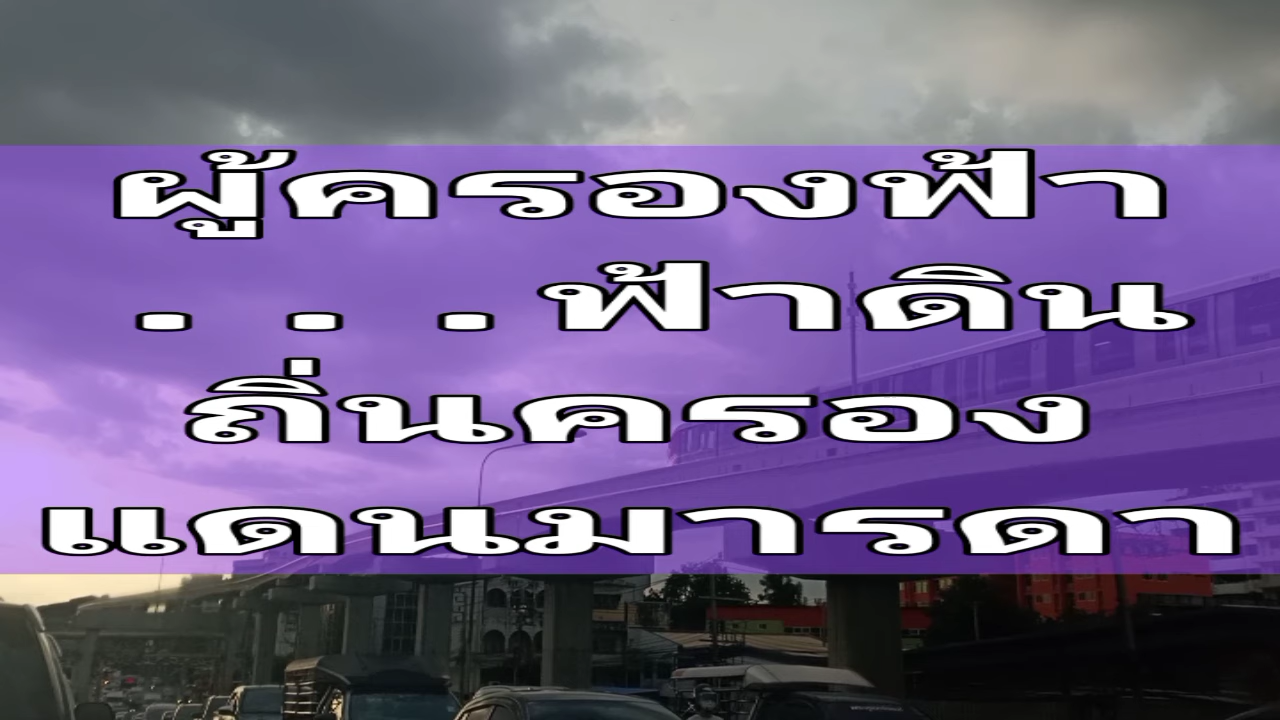 ผู้ครองฟ้า
. . . ฟ้าดิน
ถิ่นครอง
แดนมารดา